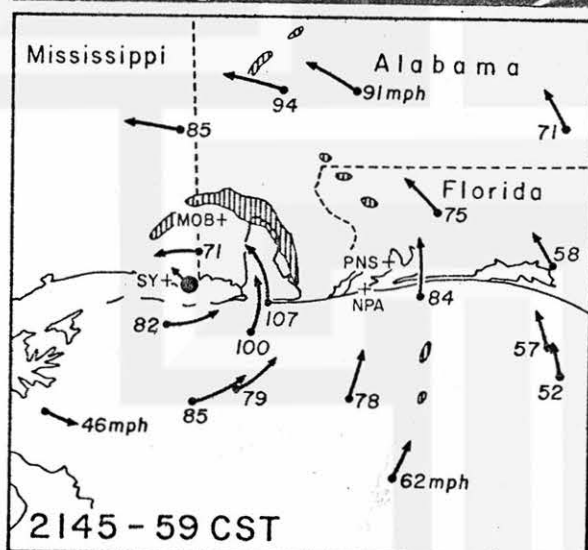 Mississippi
Alabama
94
91mph
85
71
Florida
MOB+
75
71
PNS+
58
SY+
NPA
84
82
107
100
57
52
85
79
78
46mph
62mph
2145-59 CST